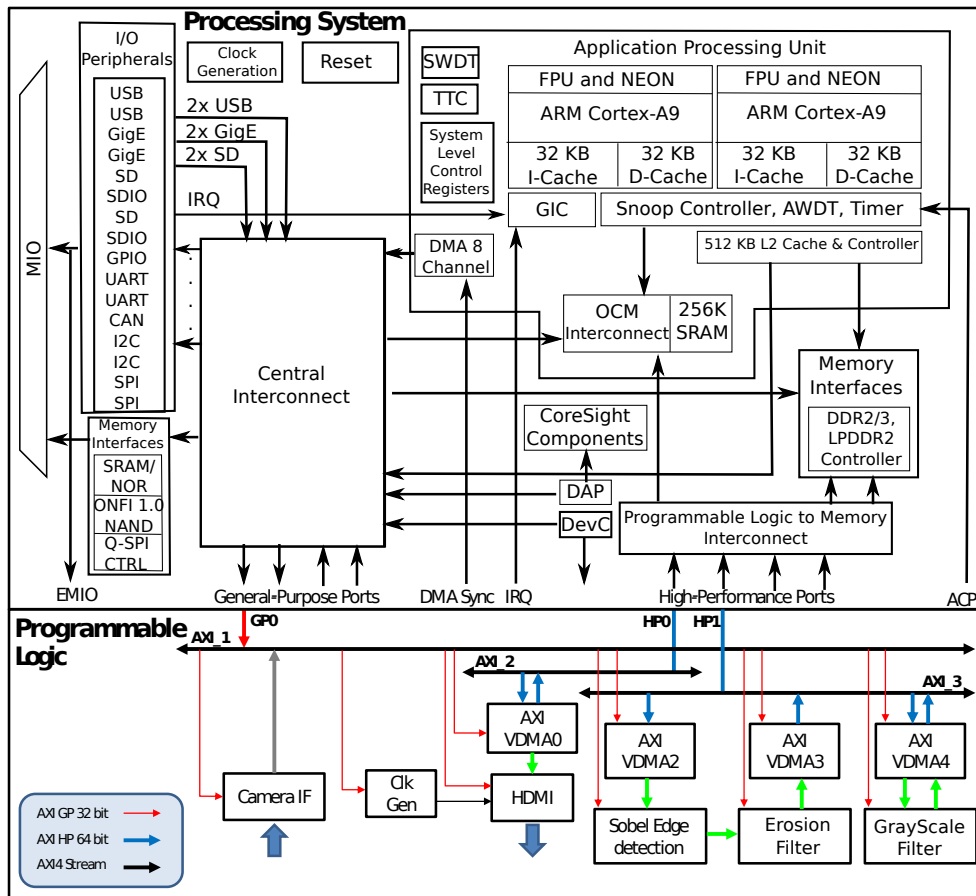 Processing System
I/O
Peripherals
USB
USB
GigE
GigE
SD
SDIO
SD
SDIO
GPIO
UART
UART
CAN
I2C
I2C
SPI
SPI
MIO
Clock
Generation
Reset
2x USB
2x GigE
2x SD
IRQ
SWDT
TTC
System
Level
Control
Registers
Application Processing Unit
FPU and NEON
ARM Cortex-A9
32 KB
I-Cache
32 KB
D-Cache
FPU and NEON
ARM Cortex-A9
32 KB
I-Cache
32 KB
D-Cache
GIC
Snoop Controller, AWDT, Timer
DMA 8
Channel
512 KB L2 Cache & Controller
OCM
Interconnect
256K
SRAM
Central
Interconnect
Memory
Interfaces
DDR2/3,
LPDDR2
Controller
CoreSight
Components
DAP
DevC
Programmable Logic to Memory
Interconnect
Memory
Interfaces
SRAM/
NOR
ONFI 1.0
NAND
Q-SPI
CTRL
EMIO
General-Purpose Ports
DMA Sync
IRQ
High-Performance Ports
ACP
Programmable
Logic
GP0
HP0
HP1
AXI_1
AXI_2
AXI_3
AXI
VDMA0
AXI
VDMA2
AXI
VDMA3
AXI
VDMA4
Camera IF
Clk
Gen
HDMI
Sobel Edge
detection
Erosion
Filter
GrayScale
Filter
AXI GP 32 bit
AXI HP 64 bit
AXI4 Stream